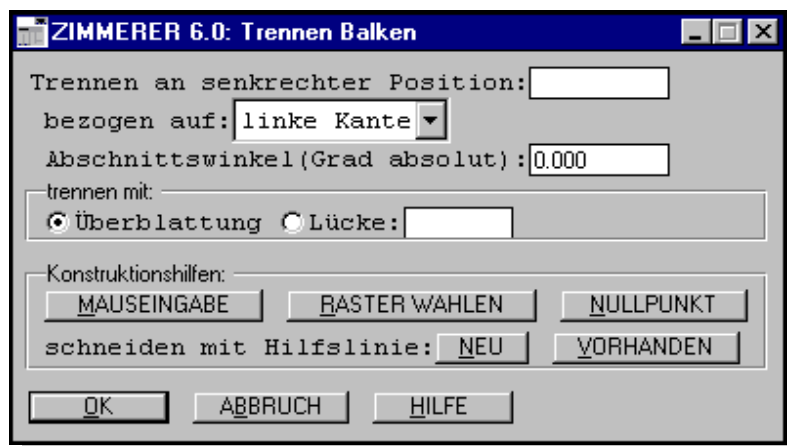 ZIMMERER 6.0: Trennen Balken
Trennen an senkrechter Position:
bezogen auf: linke Kante
Abschnittswinkel(Grad absolut): 0.000
trennen mit:
Überblattung Lücke:
Konstruktionshilfen:
MAUSEINGABE RASTER WAHLEN NULLPUNKT
schneiden mit Hilfslinie: NEU VORHANDEN
OK ABBRUCH HILFE